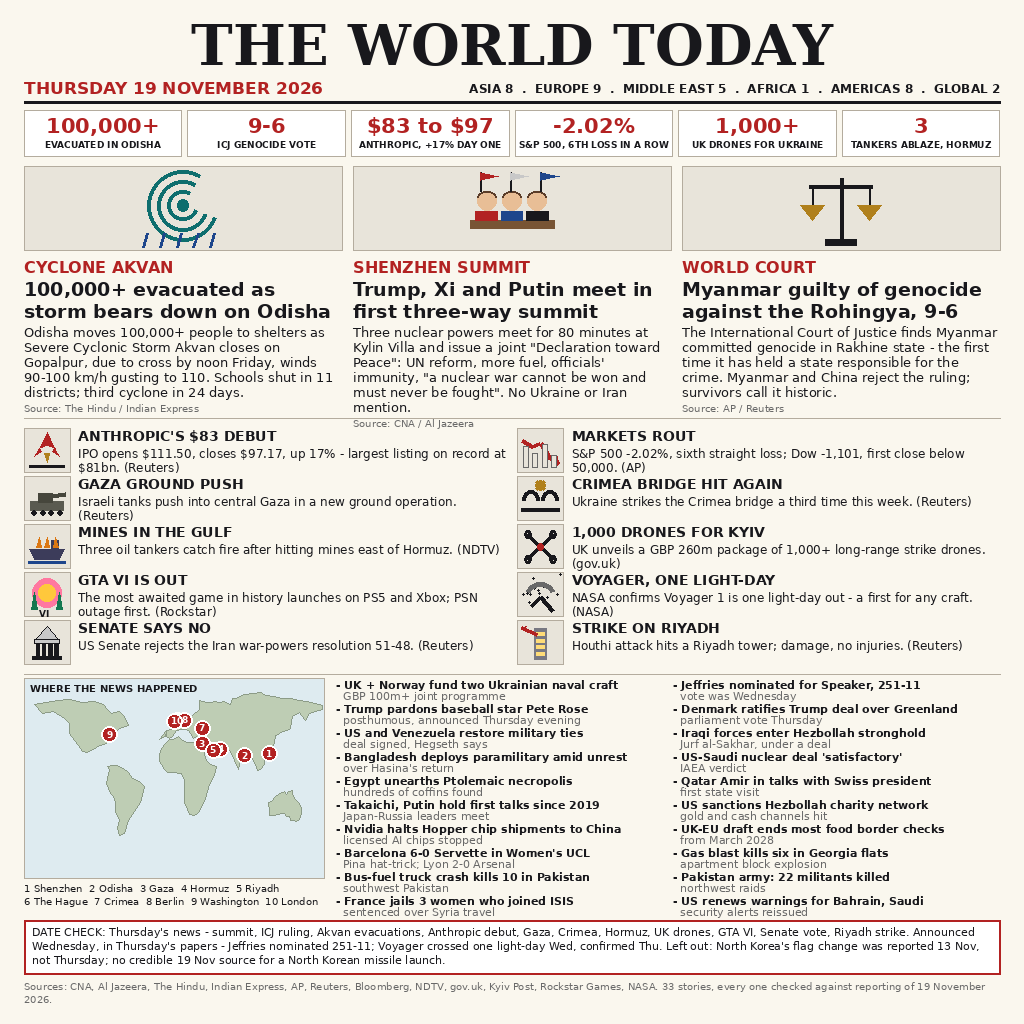 THE WORLD TODAY
THURSDAY 19 NOVEMBER 2026
ASIA 8 . EUROPE 9 . MIDDLE EAST 5 . AFRICA 1 . AMERICAS 8 . GLOBAL 2
100,000+
EVACUATED IN ODISHA
9-6
ICJ GENOCIDE VOTE
$83 to $97
ANTHROPIC, +17% DAY ONE
-2.02%
S&P 500, 6TH LOSS IN A ROW
1,000+
UK DRONES FOR UKRAINE
3
TANKERS ABLAZE, HORMUZ
CYCLONE AKVAN
100,000+ evacuated as
storm bears down on Odisha
Odisha moves 100,000+ people to shelters as
Severe Cyclonic Storm Akvan closes on
Gopalpur, due to cross by noon Friday, winds
90-100 km/h gusting to 110. Schools shut in 11
districts; third cyclone in 24 days.
Source: The Hindu / Indian Express
SHENZHEN SUMMIT
Trump, Xi and Putin meet in
first three-way summit
Three nuclear powers meet for 80 minutes at
Kylin Villa and issue a joint "Declaration toward
Peace": UN reform, more fuel, officials'
immunity, "a nuclear war cannot be won and
must never be fought". No Ukraine or Iran
mention.
Source: CNA / Al Jazeera
WORLD COURT
Myanmar guilty of genocide
against the Rohingya, 9-6
The International Court of Justice finds Myanmar
committed genocide in Rakhine state - the first
time it has held a state responsible for the
crime. Myanmar and China reject the ruling;
survivors call it historic.
Source: AP / Reuters
ANTHROPIC'S $83 DEBUT
IPO opens $111.50, closes $97.17, up 17% - largest listing on record at
$81bn. (Reuters)
GAZA GROUND PUSH
Israeli tanks push into central Gaza in a new ground operation.
(Reuters)
MINES IN THE GULF
Three oil tankers catch fire after hitting mines east of Hormuz. (NDTV)
VI
GTA VI IS OUT
The most awaited game in history launches on PS5 and Xbox; PSN
outage first. (Rockstar)
SENATE SAYS NO
US Senate rejects the Iran war-powers resolution 51-48. (Reuters)
MARKETS ROUT
S&P 500 -2.02%, sixth straight loss; Dow -1,101, first close below
50,000. (AP)
CRIMEA BRIDGE HIT AGAIN
Ukraine strikes the Crimea bridge a third time this week. (Reuters)
1,000 DRONES FOR KYIV
UK unveils a GBP 260m package of 1,000+ long-range strike drones.
(gov.uk)
VOYAGER, ONE LIGHT-DAY
NASA confirms Voyager 1 is one light-day out - a first for any craft.
(NASA)
STRIKE ON RIYADH
Houthi attack hits a Riyadh tower; damage, no injuries. (Reuters)
WHERE THE NEWS HAPPENED
9
10
8
7
3
5
2
1
1 Shenzhen 2 Odisha 3 Gaza 4 Hormuz 5 Riyadh
6 The Hague 7 Crimea 8 Berlin 9 Washington 10 London
- UK + Norway fund two Ukrainian naval craft
GBP 100m+ joint programme
- Trump pardons baseball star Pete Rose
posthumous, announced Thursday evening
- US and Venezuela restore military ties
deal signed, Hegseth says
- Bangladesh deploys paramilitary amid unrest
over Hasina's return
- Egypt unearths Ptolemaic necropolis
hundreds of coffins found
- Takaichi, Putin hold first talks since 2019
Japan-Russia leaders meet
- Nvidia halts Hopper chip shipments to China
licensed AI chips stopped
- Barcelona 6-0 Servette in Women's UCL
Pina hat-trick; Lyon 2-0 Arsenal
- Bus-fuel truck crash kills 10 in Pakistan
southwest Pakistan
- France jails 3 women who joined ISIS
sentenced over Syria travel
- Jeffries nominated for Speaker, 251-11
vote was Wednesday
- Denmark ratifies Trump deal over Greenland
parliament vote Thursday
- Iraqi forces enter Hezbollah stronghold
Jurf al-Sakhar, under a deal
- US-Saudi nuclear deal 'satisfactory'
IAEA verdict
- Qatar Amir in talks with Swiss president
first state visit
- US sanctions Hezbollah charity network
gold and cash channels hit
- UK-EU draft ends most food border checks
from March 2028
- Gas blast kills six in Georgia flats
apartment block explosion
- Pakistan army: 22 militants killed
northwest raids
- US renews warnings for Bahrain, Saudi
security alerts reissued
DATE CHECK: Thursday's news - summit, ICJ ruling, Akvan evacuations, Anthropic debut, Gaza, Crimea, Hormuz, UK drones, GTA VI, Senate vote, Riyadh strike. Announced
Wednesday, in Thursday's papers - Jeffries nominated 251-11; Voyager crossed one light-day Wed, confirmed Thu. Left out: North Korea's flag change was reported 13 Nov,
not Thursday; no credible 19 Nov source for a North Korean missile launch.
Sources: CNA, Al Jazeera, The Hindu, Indian Express, AP, Reuters, Bloomberg, NDTV, gov.uk, Kyiv Post, Rockstar Games, NASA. 33 stories, every one checked against reporting of 19 November
2026.